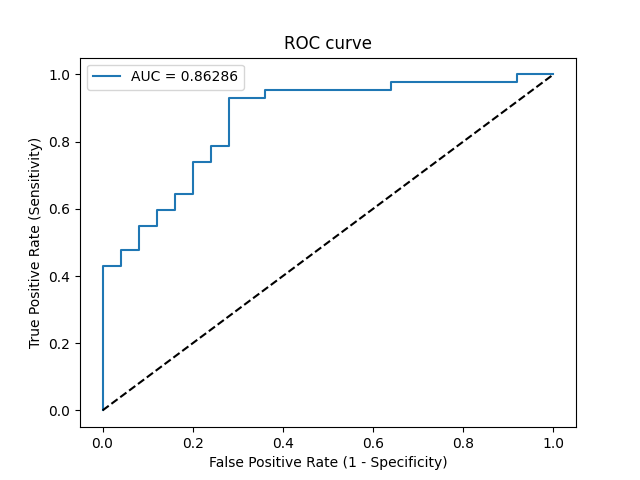 ROC curve
AUC = 0.86286
True Positive Rate (Sensitivity)
1.0
0.8
0.6
0.4
0.2
0.0
0.0 0.2 0.4 0.6 0.8 1.0
False Positive Rate (1 - Specificity)